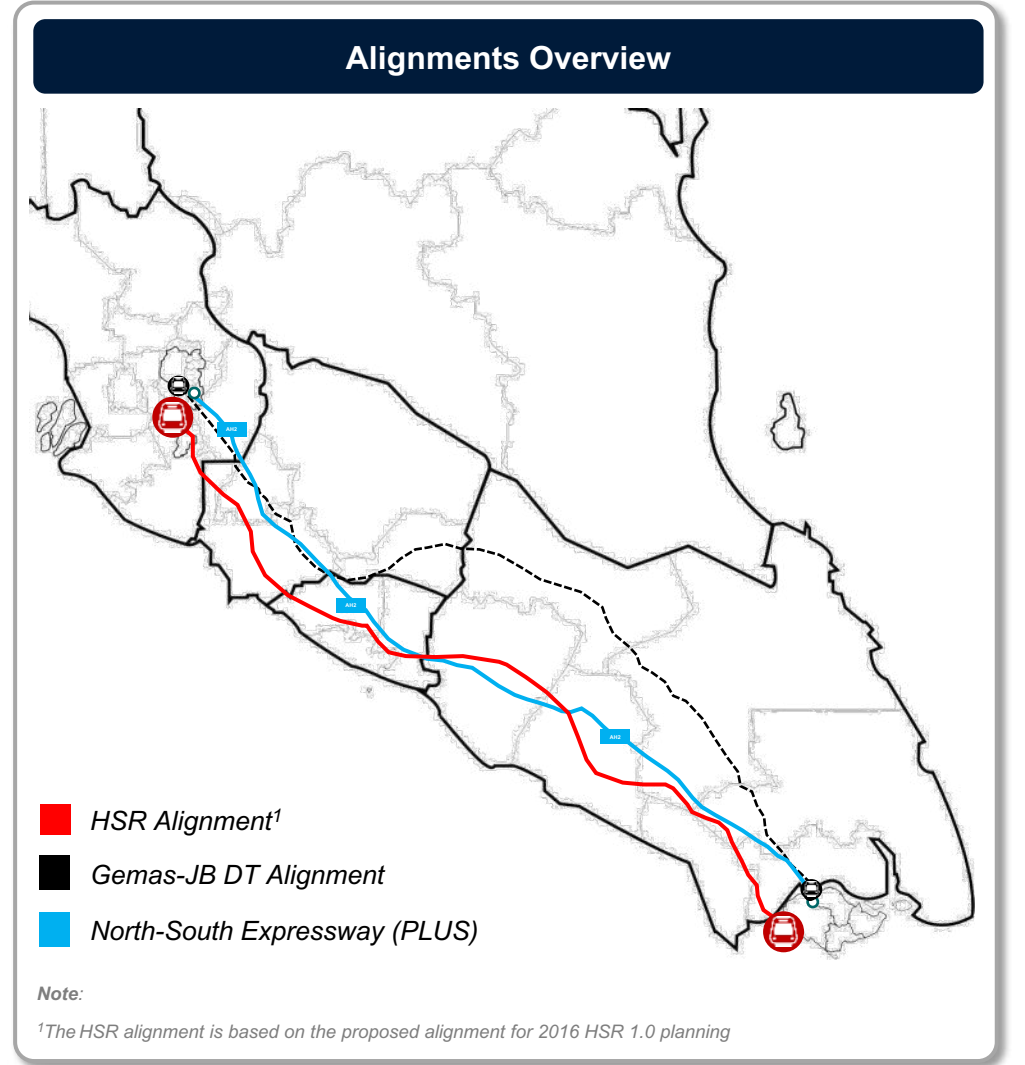 Alignments Overview
AH2
AH2
AH2
HSR Alignment¹
Gemas-JB DT Alignment
North-South Expressway (PLUS)
Note:
¹The HSR alignment is based on the proposed alignment for 2016 HSR 1.0 planning